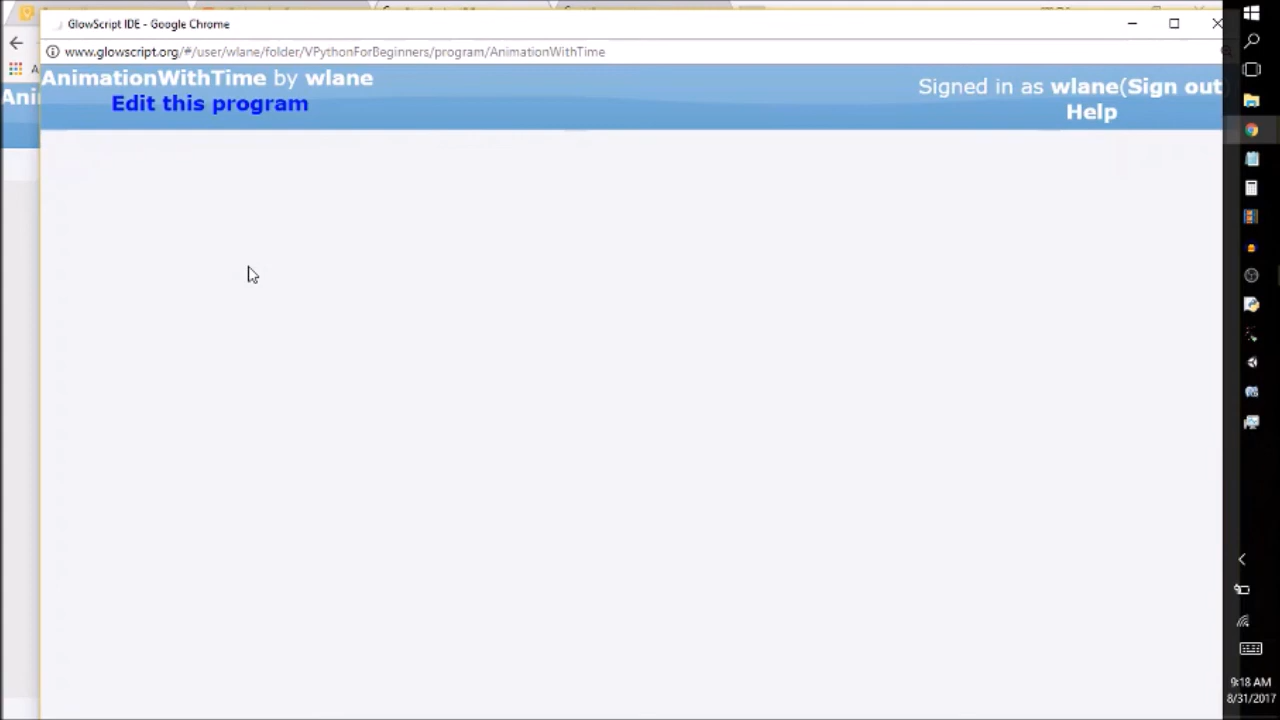 GlowScript IDE - Google Chrome
www.glowscript.org/#/user/wlane/folder/VPythonForBeginners/program/AnimationWithTime
AnimationWithTime by wlane
Edit this program
Signed in as wlane(Sign out)
Help
A
Ani
9:18 AM
8/31/2017